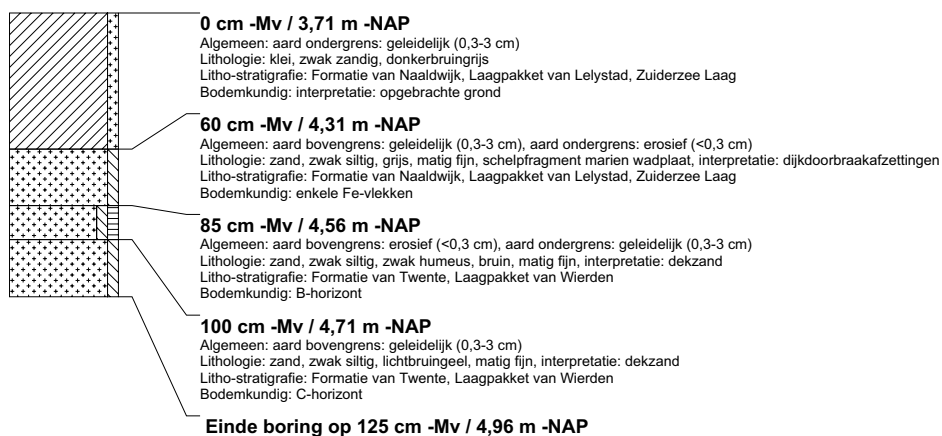 0 cm -Mv / 3,71 m -NAP
Algemeen: aard ondergrens: geleidelijk (0,3-3 cm)
Lithologie: klei, zwak zandig, donkerbruingrijs
Litho-stratigrafie: Formatie van Naaldwijk, Laagpakket van Lelystad, Zuiderzee Laag
Bodemkundig: interpretatie: opgebrachte grond
60 cm -Mv / 4,31 m -NAP
Algemeen: aard bovengrens: geleidelijk (0,3-3 cm), aard ondergrens: erosief (<0,3 cm)
Lithologie: zand, zwak siltig, grijs, matig fijn, schelpfragment marien wadplaat, interpretatie: dijkdoorbraakafzettingen
Litho-stratigrafie: Formatie van Naaldwijk, Laagpakket van Lelystad, Zuiderzee Laag
Bodemkundig: enkele Fe-vlekken
85 cm -Mv / 4,56 m -NAP
Algemeen: aard bovengrens: erosief (<0,3 cm), aard ondergrens: geleidelijk (0,3-3 cm)
Lithologie: zand, zwak siltig, zwak humeus, bruin, matig fijn, interpretatie: dekzand
Litho-stratigrafie: Formatie van Twente, Laagpakket van Wierden
Bodemkundig: B-horizont
100 cm -Mv / 4,71 m -NAP
Algemeen: aard bovengrens: geleidelijk (0,3-3 cm)
Lithologie: zand, zwak siltig, lichtbruingeel, matig fijn, interpretatie: dekzand
Litho-stratigrafie: Formatie van Twente, Laagpakket van Wierden
Bodemkundig: C-horizont
Einde boring op 125 cm -Mv / 4,96 m -NAP